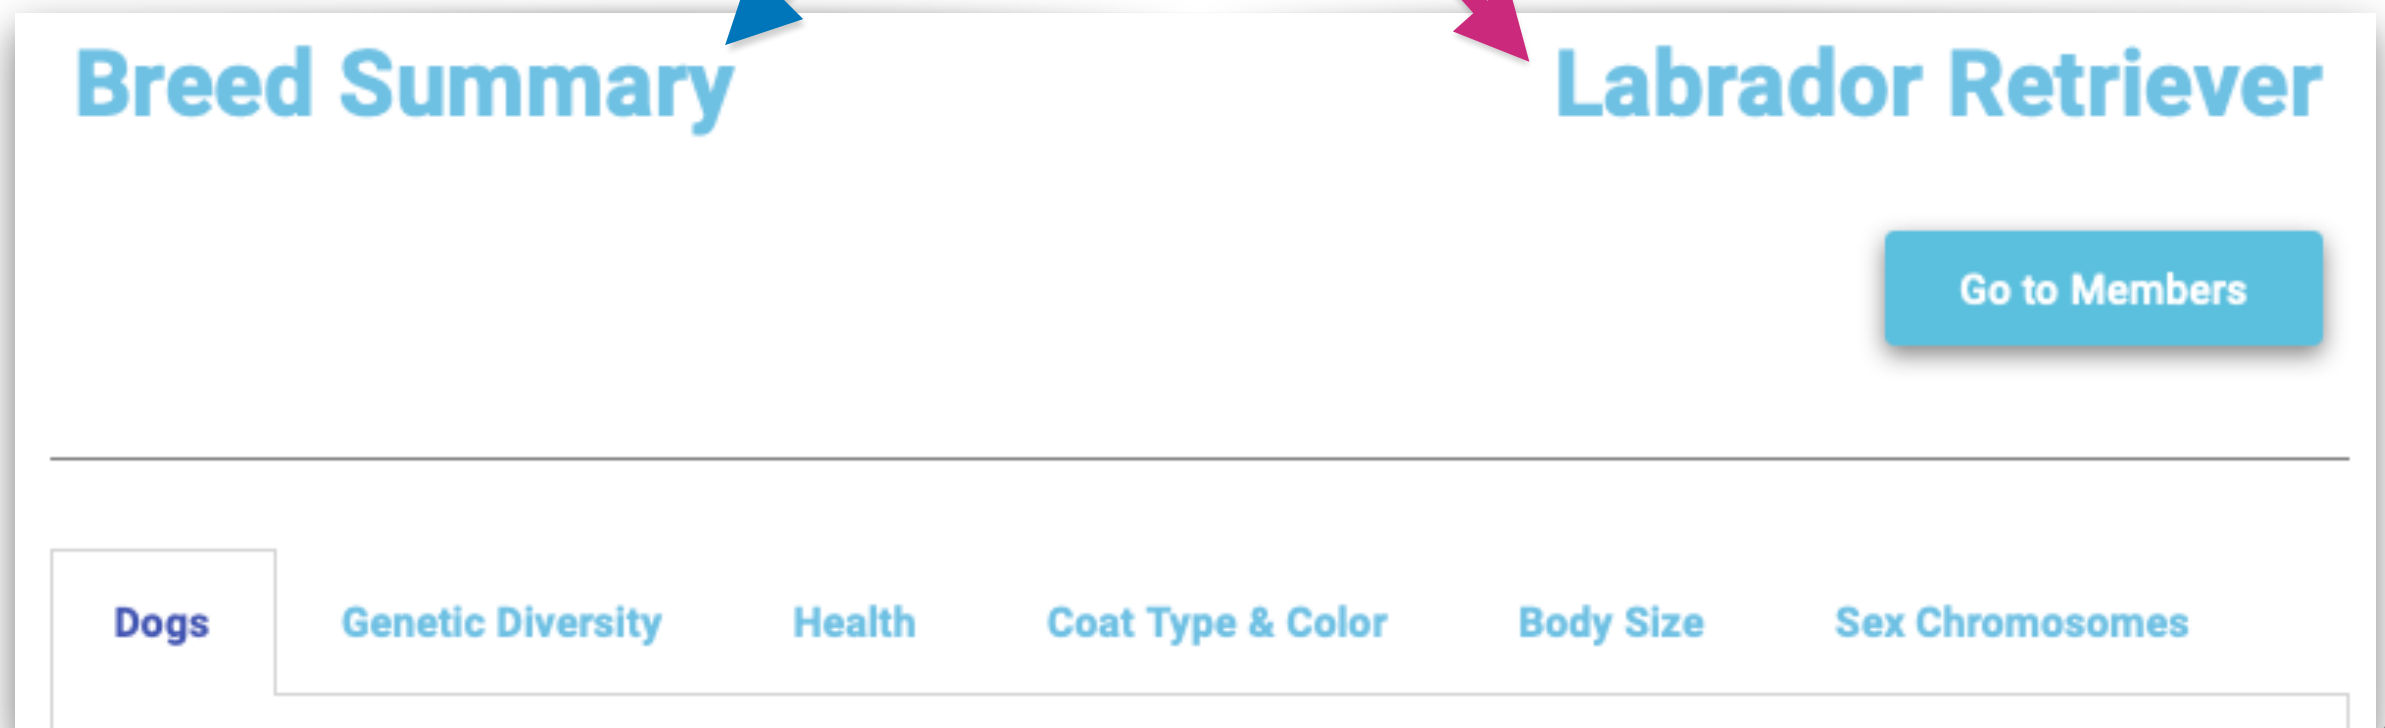 Breed Summary Labrador Retriever
Go to Members
Dogs Genetic Diversity Health Coat Type & Color Body Size Sex Chromosomes